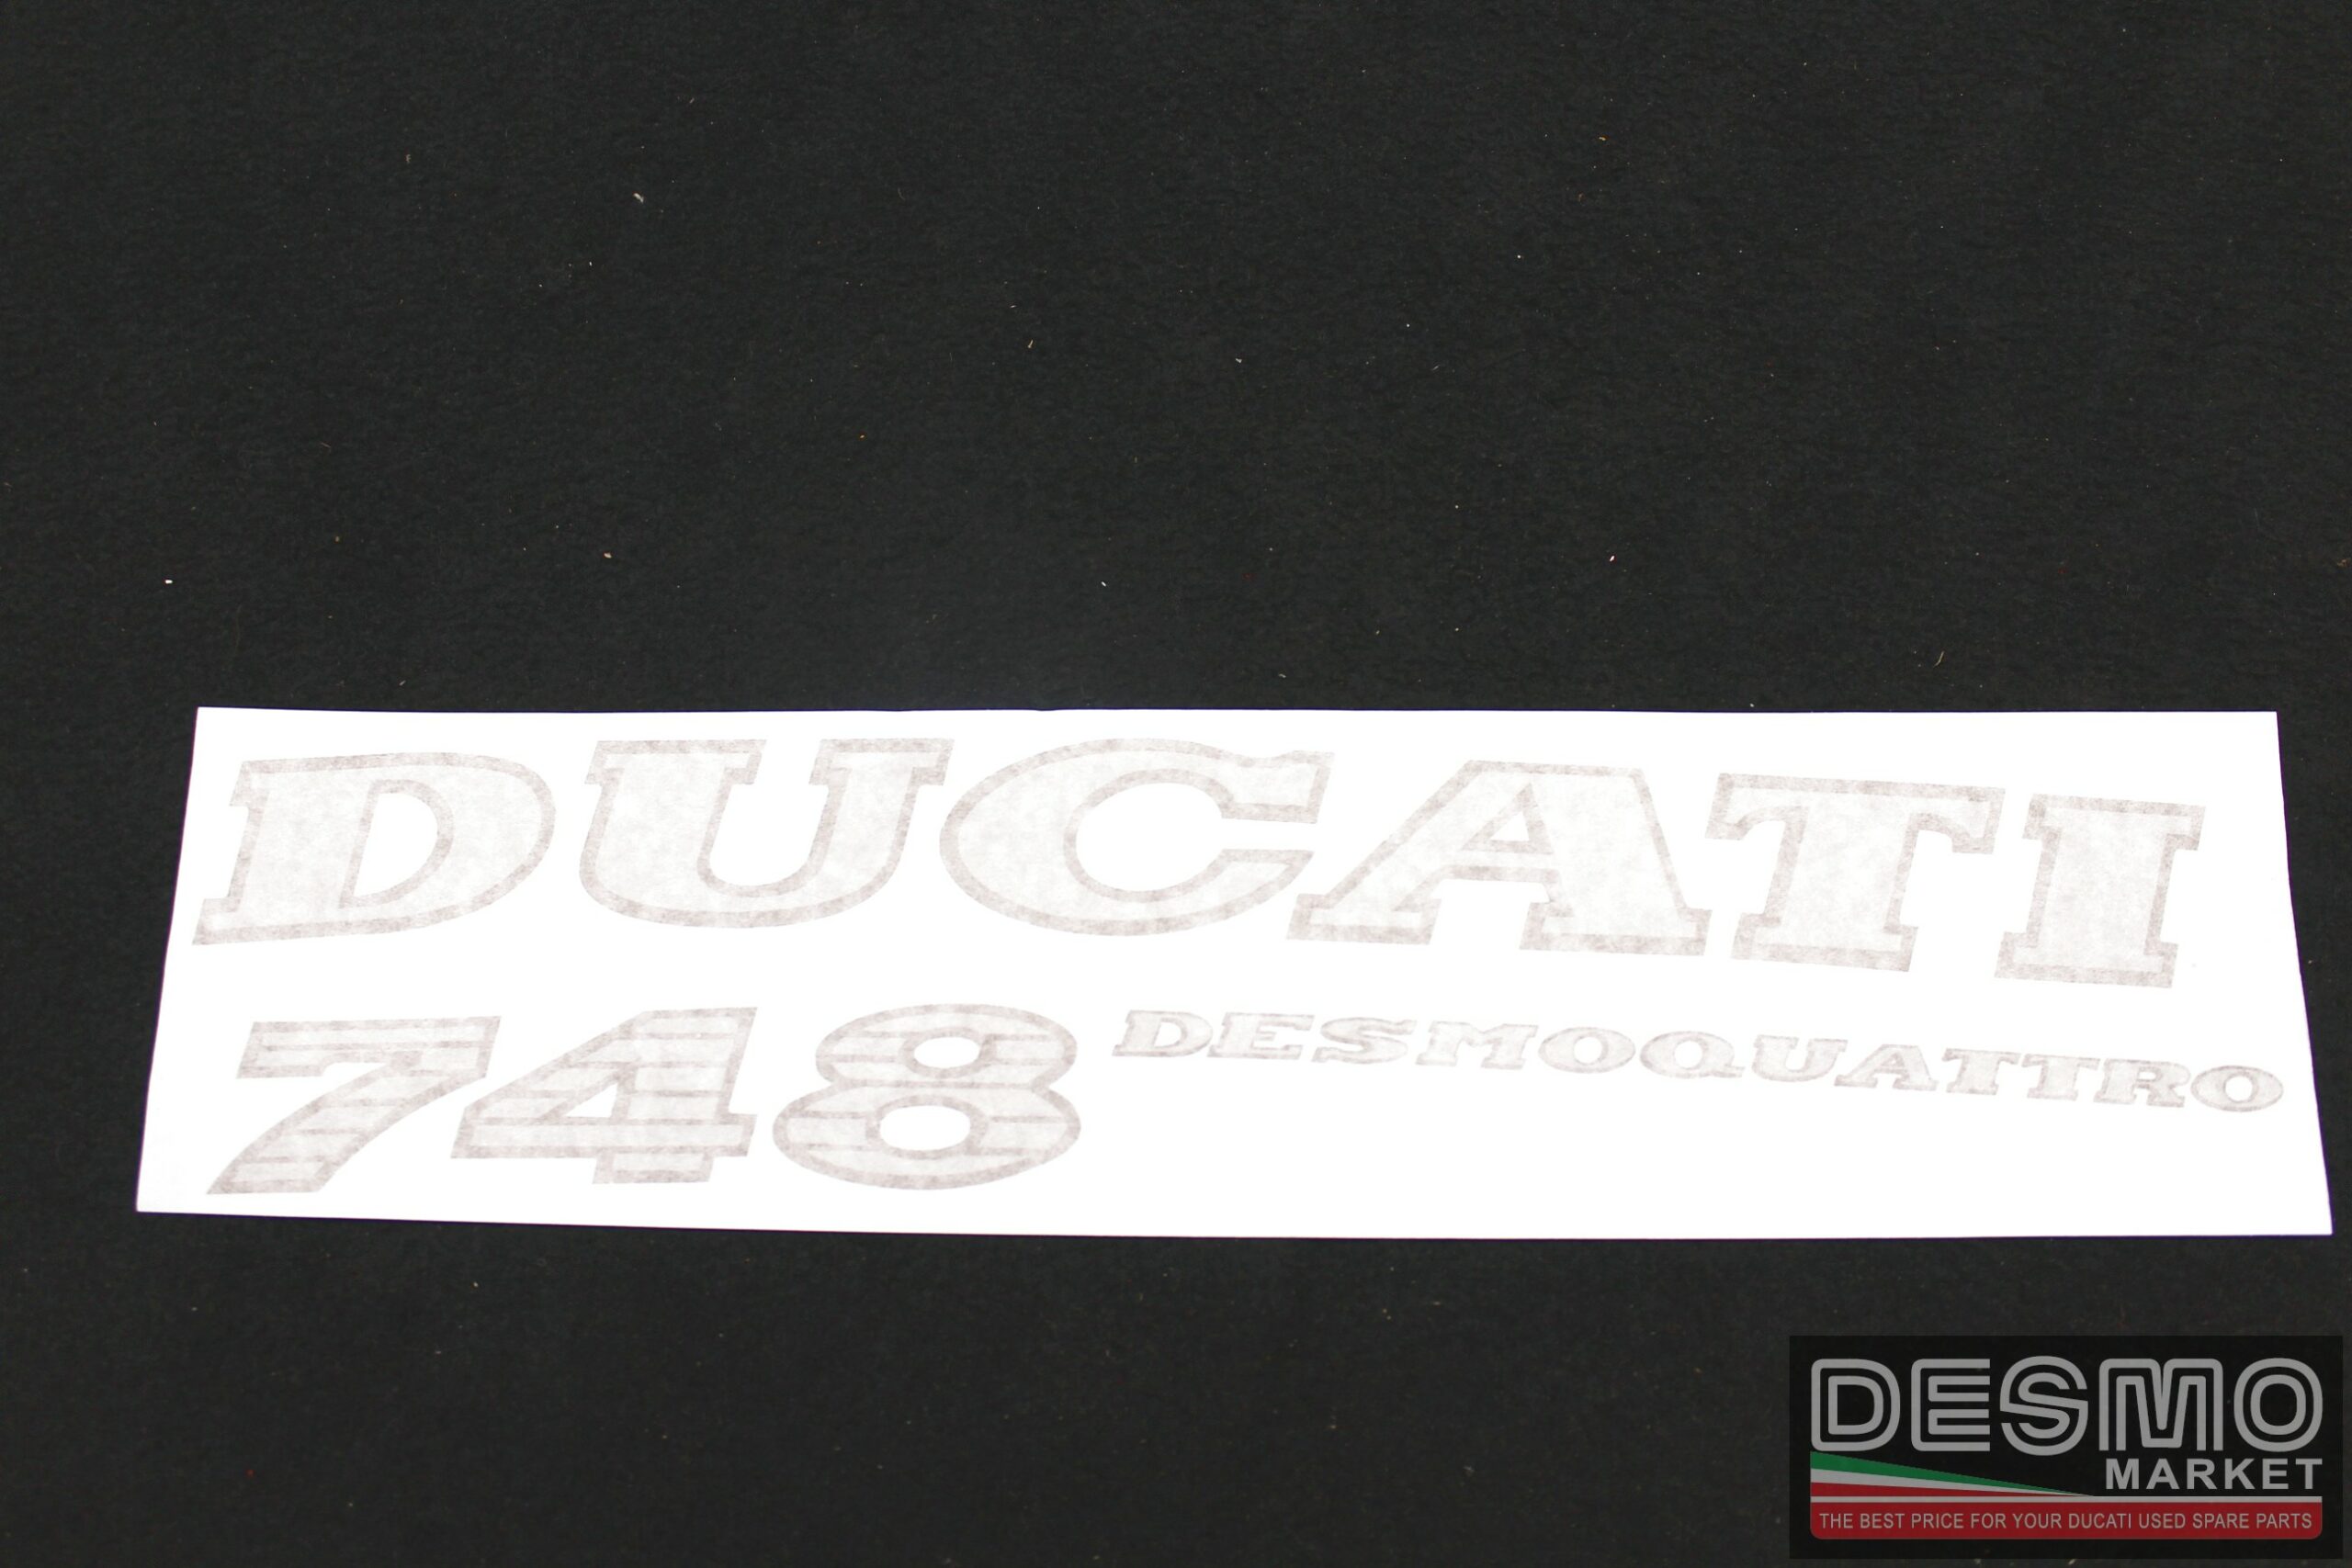 DUCATI
748 DESMOQUATTRO
DESMO
MARKET
THE BEST PRICE FOR YOUR DUCATI USED SPARE PARTS